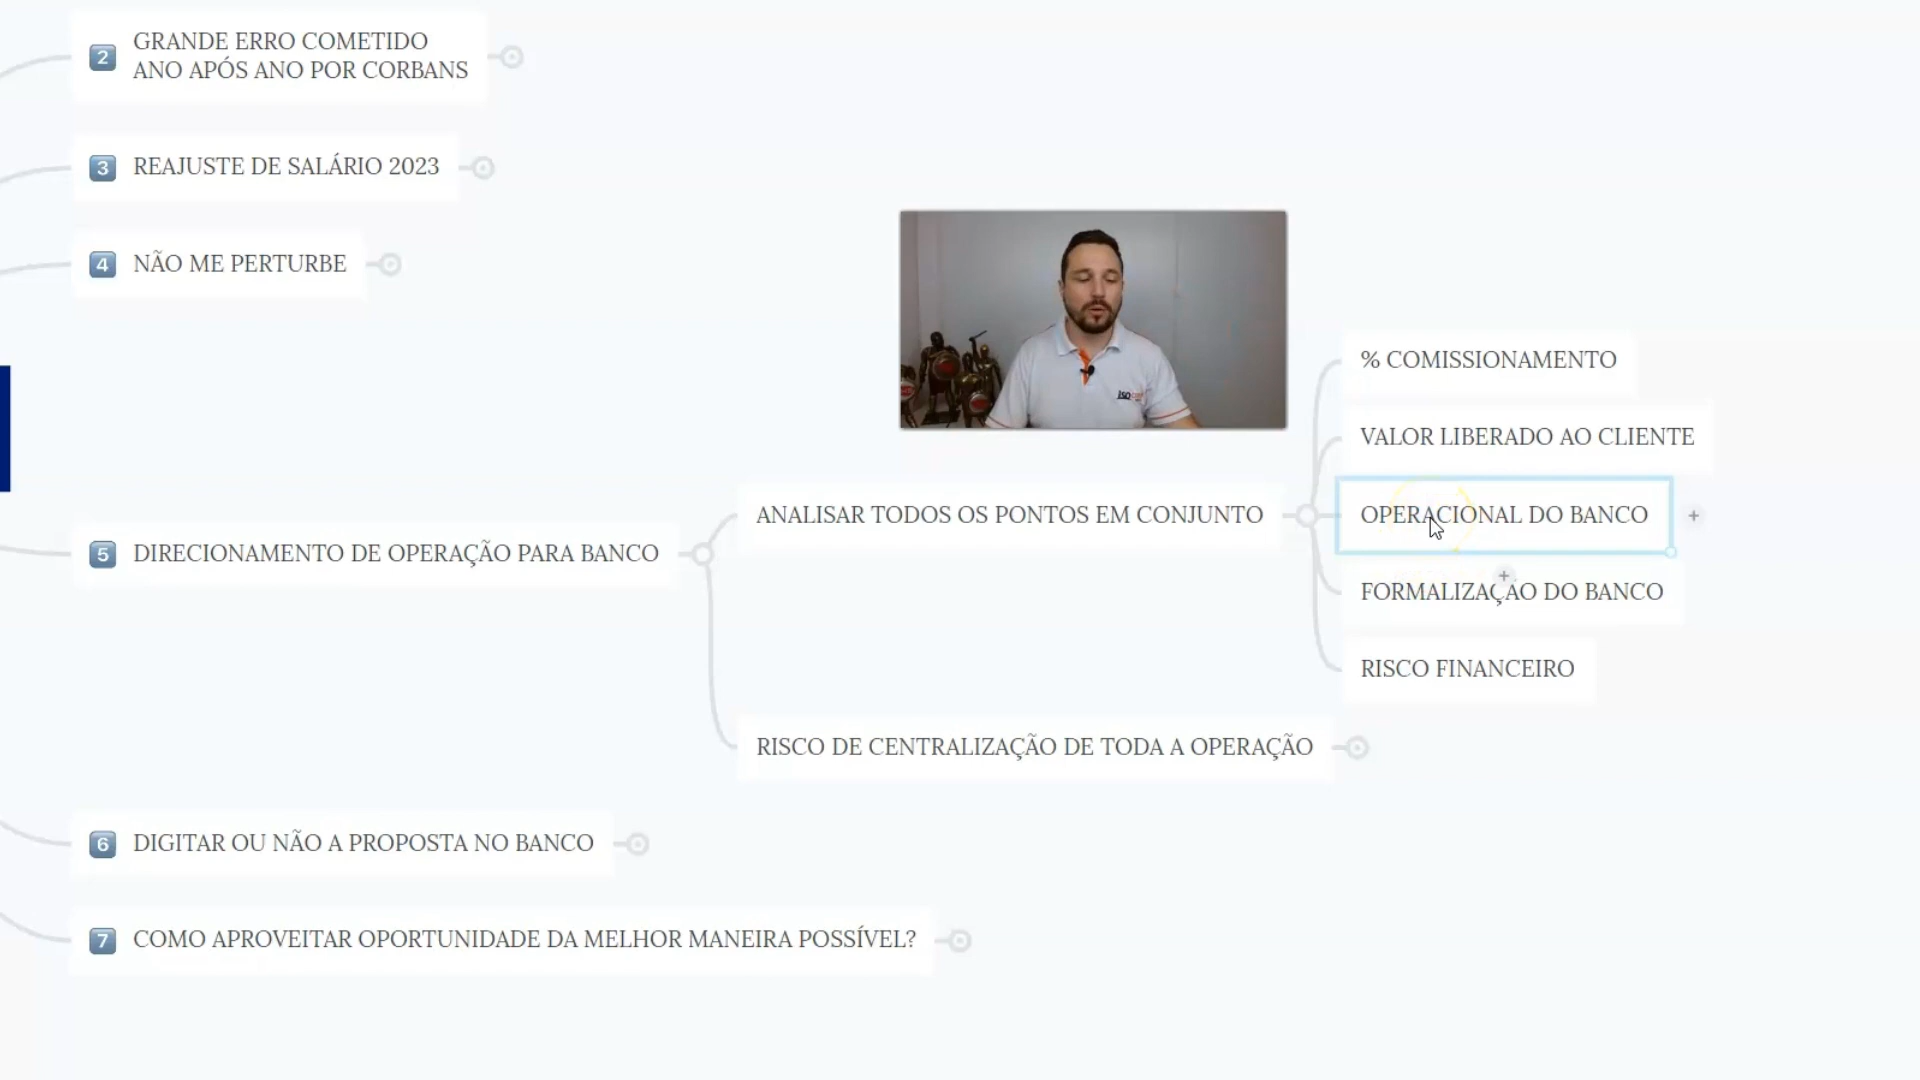 2 GRANDE ERRO COMETIDO
ANO APÓS ANO POR CORBANS
3 REAJUSTE DE SALÁRIO 2023
4 NÃO ME PERTURBE
5 DIRECIONAMENTO DE OPERAÇÃO PARA BANCO
ANALISAR TODOS OS PONTOS EM CONJUNTO
% COMISSIONAMENTO
VALOR LIBERADO AO CLIENTE
OPERACIONAL DO BANCO
FORMALIZAÇÃO DO BANCO
RISCO FINANCEIRO
RISCO DE CENTRALIZAÇÃO DE TODA A OPERAÇÃO
6 DIGITAR OU NÃO A PROPOSTA NO BANCO
7 COMO APROVEITAR OPORTUNIDADE DA MELHOR MANEIRA POSSÍVEL?